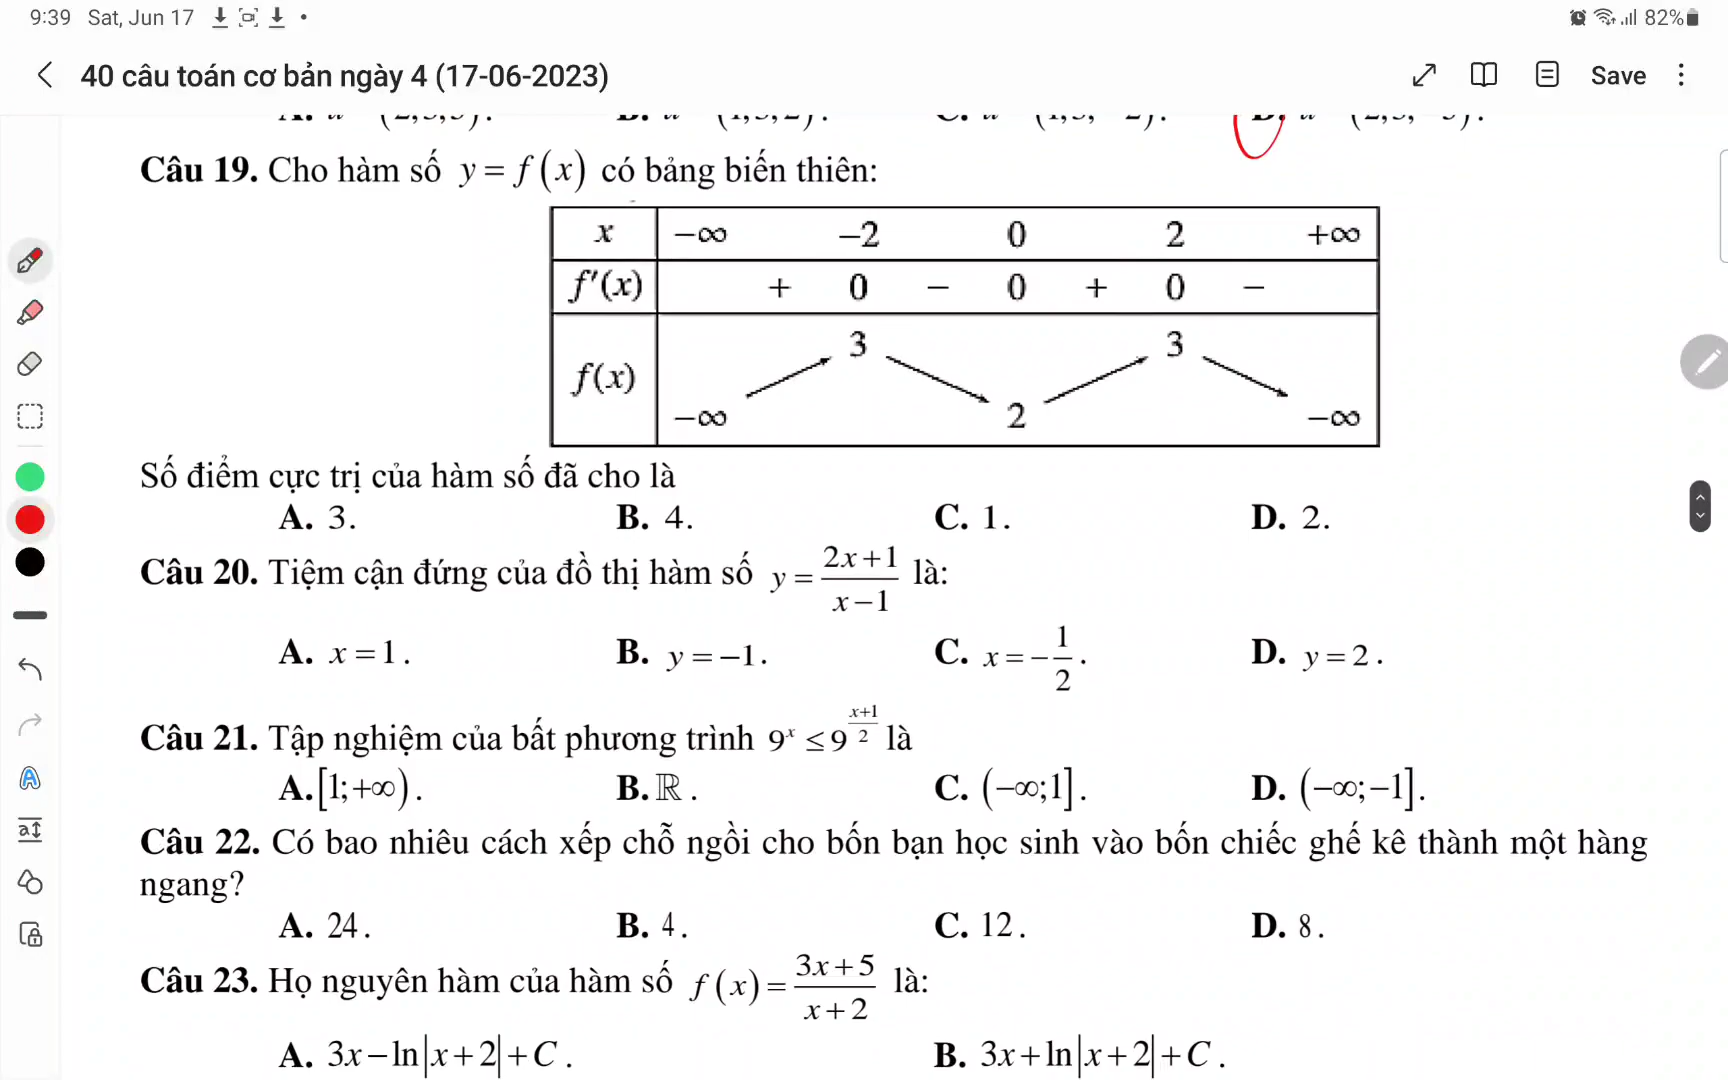 9:39 Sat, Jun 17
82%
40 câu toán cơ bản ngày 4 (17-06-2023)
Save
Câu 19. Cho hàm số y = f(x) có bảng biến thiên:
x −∞ −2 0 2 +∞
f′(x) + 0 − 0 + 0 −
3 3
f(x)
−∞ 2 −∞
Số điểm cực trị của hàm số đã cho là
A. 3. B. 4. C. 1. D. 2.
Câu 20. Tiệm cận đứng của đồ thị hàm số y = (2x+1)/(x−1) là:
A. x = 1. B. y = −1. C. x = −1/2. D. y = 2.
Câu 21. Tập nghiệm của bất phương trình 9^x ≤ 9^((x+1)/2) là
A. [1;+∞). B. ℝ. C. (−∞;1]. D. (−∞;−1].
Câu 22. Có bao nhiêu cách xếp chỗ ngồi cho bốn bạn học sinh vào bốn chiếc ghế kê thành một hàng
ngang?
A. 24. B. 4. C. 12. D. 8.
Câu 23. Họ nguyên hàm của hàm số f(x) = (3x+5)/(x+2) là:
A. 3x − ln|x+2| + C. B. 3x + ln|x+2| + C.